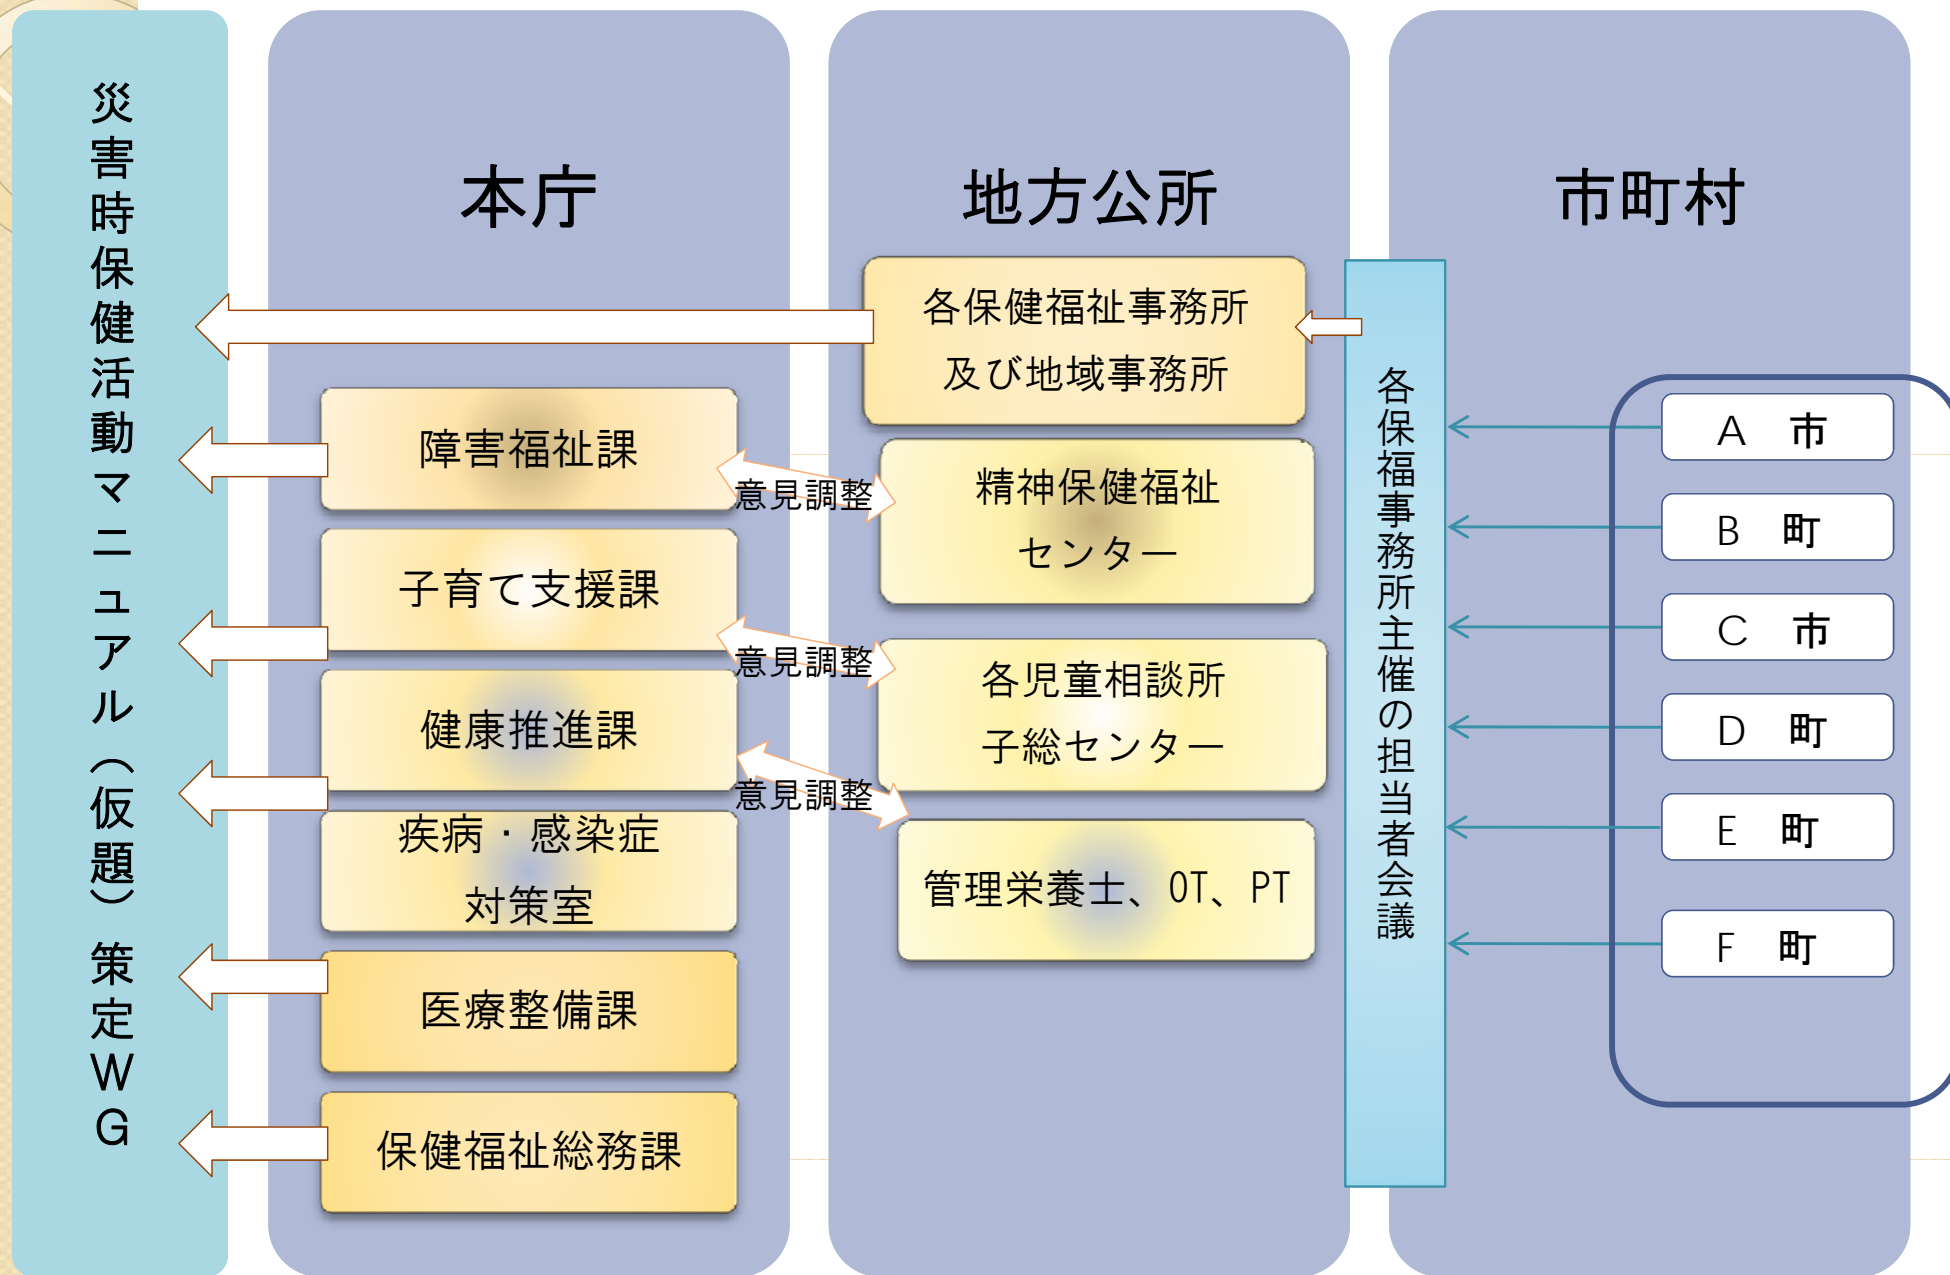 災害時保健活動マニュアル（仮題）策定ＷＧ
本庁
障害福祉課
子育て支援課
健康推進課
疾病・感染症
対策室
医療整備課
保健福祉総務課
意見調整
意見調整
意見調整
地方公所
各保健福祉事務所
及び地域事務所
精神保健福祉
センター
各児童相談所
子総センター
管理栄養士、OT、PT
各保福事務所主催の担当者会議
市町村
A　市
B　町
C　市
D　町
E　町
F　町